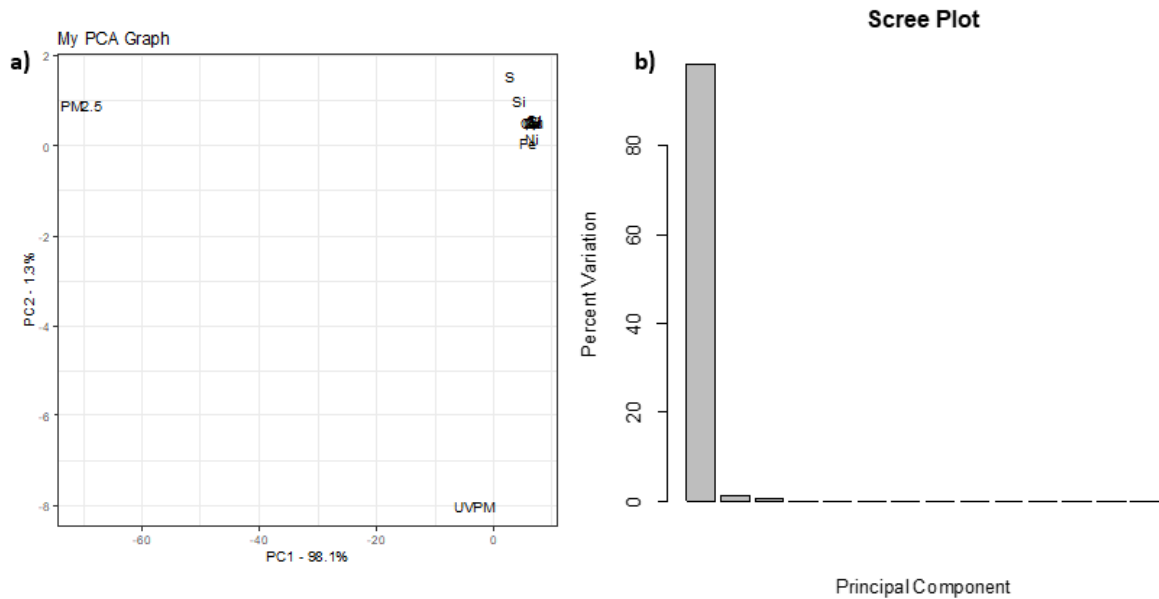 My PCA Graph
a)
2
0
-2
-4
-6
-8
PC2 - 1.3%
PM2.5
S
Si
Ni
Fe
UVPM
-60
-40
-20
0
PC1 - 98.1%
Scree Plot
b)
80
60
40
20
0
Percent Variation
Principal Component